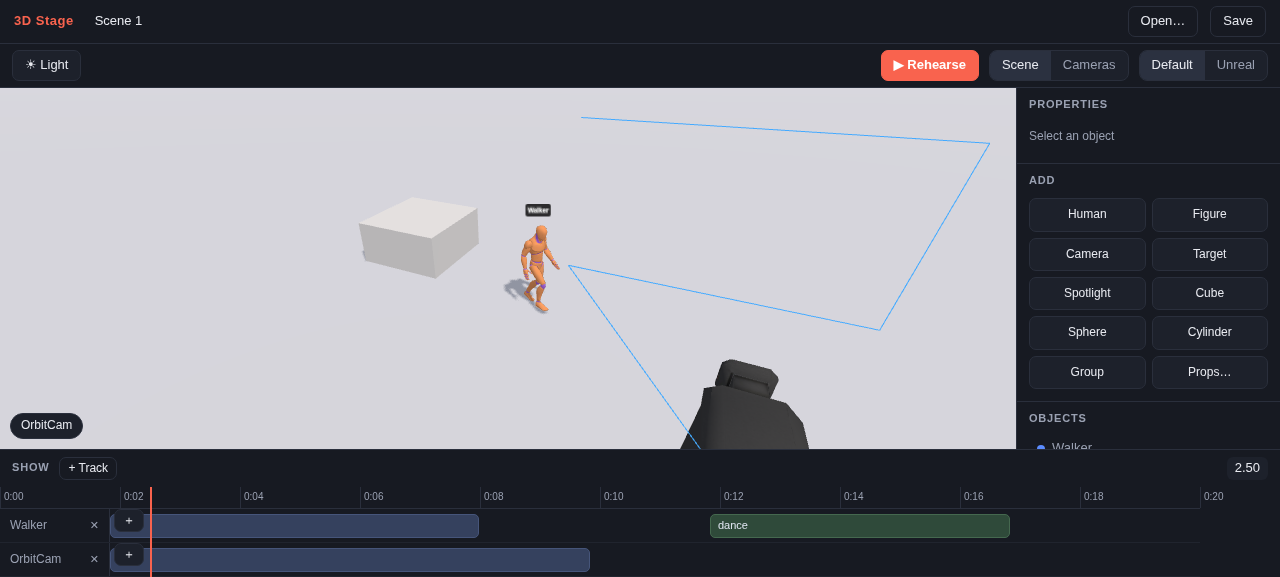 3D Stage Scene 1 Open… Save
☀ Light ▶ Rehearse Scene Cameras Default Unreal
PROPERTIES
Select an object
ADD
Human Figure
Camera Target
Spotlight Cube
Sphere Cylinder
Group Props…
OBJECTS
Walker
Walker
OrbitCam
SHOW + Track 2.50
0:00 0:02 0:04 0:06 0:08 0:10 0:12 0:14 0:16 0:18 0:20
Walker × + dance
OrbitCam × +